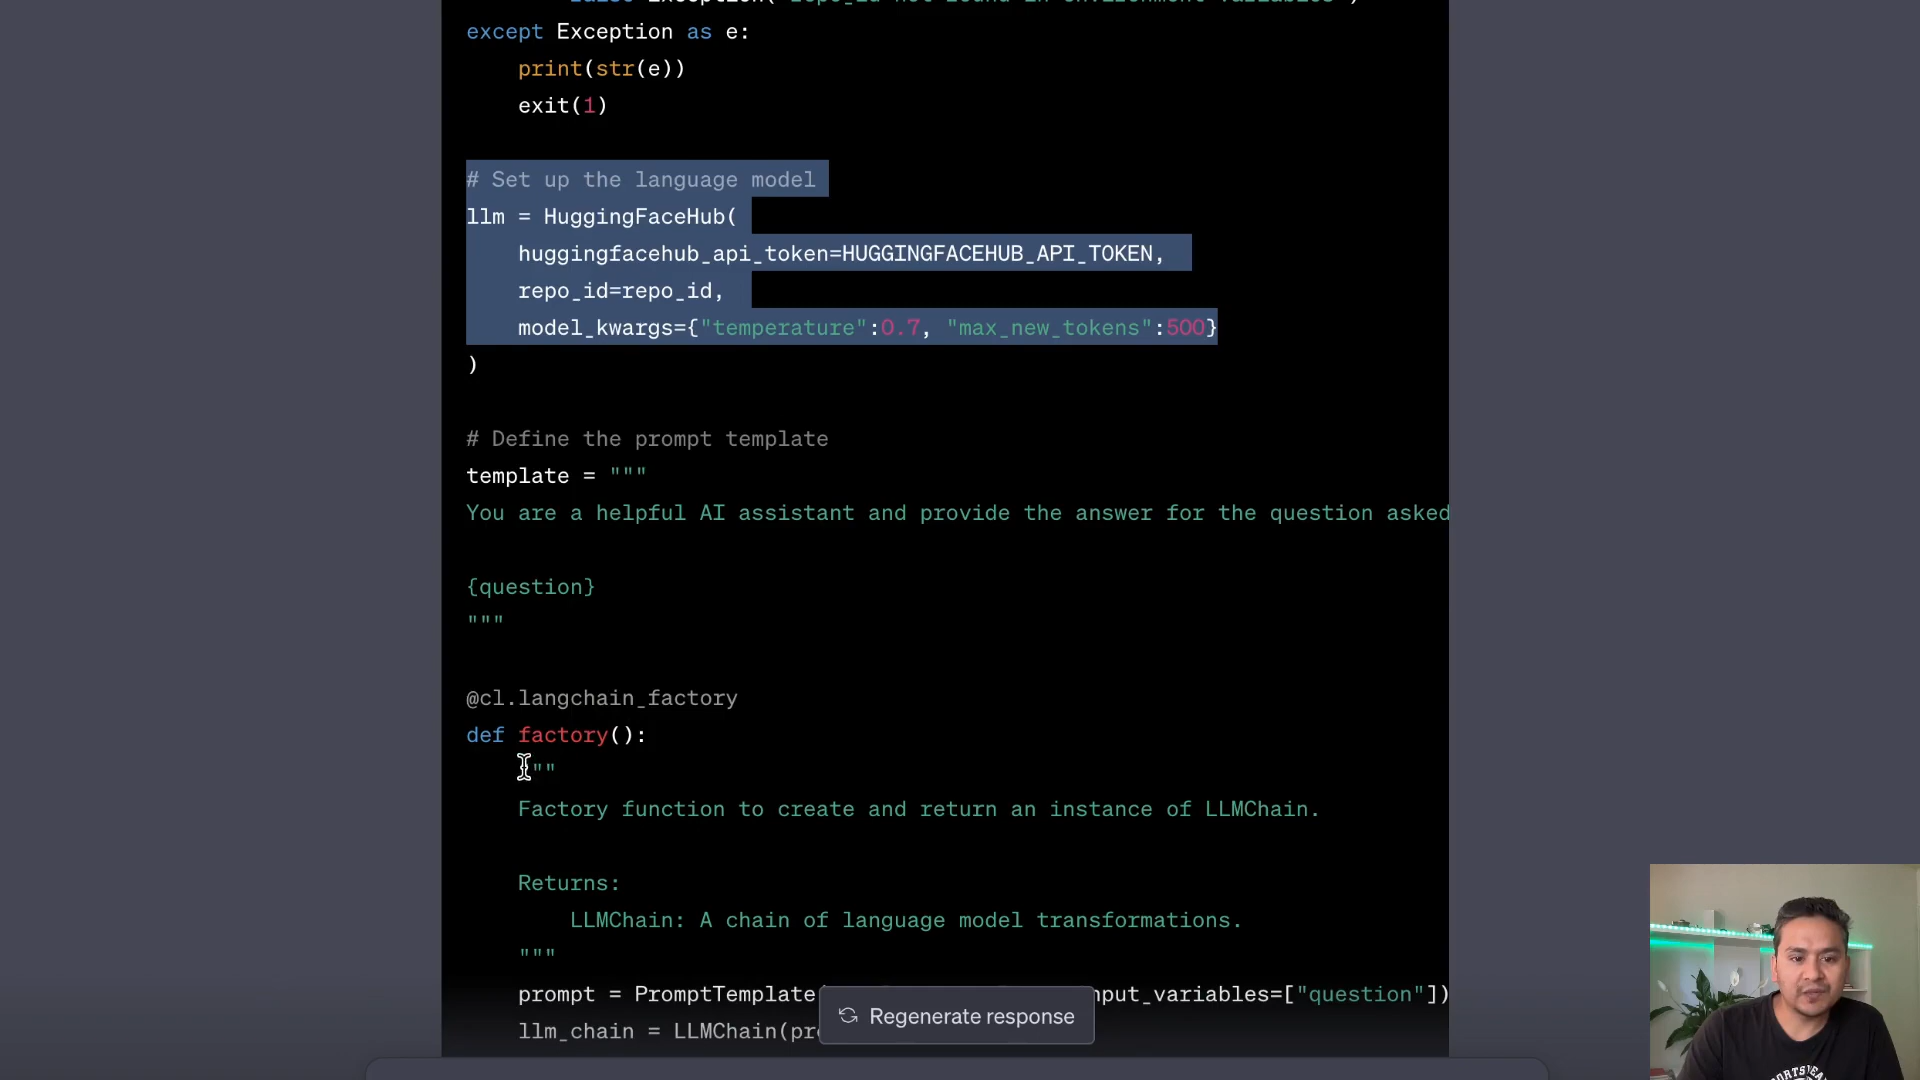 except Exception as e:
print(str(e))
exit(1)
# Set up the language model
llm = HuggingFaceHub(
huggingfacehub_api_token=HUGGINGFACEHUB_API_TOKEN,
repo_id=repo_id,
model_kwargs={"temperature":0.7, "max_new_tokens":500}
)
# Define the prompt template
template = """
You are a helpful AI assistant and provide the answer for the question asked
{question}
"""
@cl.langchain_factory
def factory():
"""
Factory function to create and return an instance of LLMChain.
Returns:
LLMChain: A chain of language model transformations.
"""
prompt = PromptTemplate( input_variables=["question"])
llm_chain = LLMChain(
Regenerate response